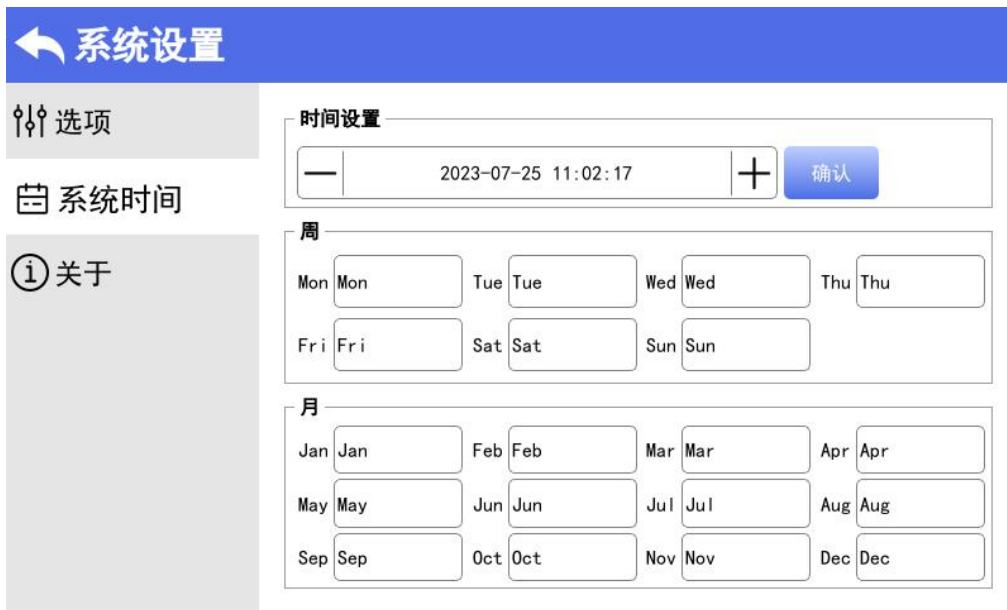 系统设置
选项
系统时间
关于
时间设置
2023-07-25 11:02:17 确认
周
Mon Mon Tue Tue Wed Wed Thu Thu
Fri Fri Sat Sat Sun Sun
月
Jan Jan Feb Feb Mar Mar Apr Apr
May May Jun Jun Jul Jul Aug Aug
Sep Sep Oct Oct Nov Nov Dec Dec